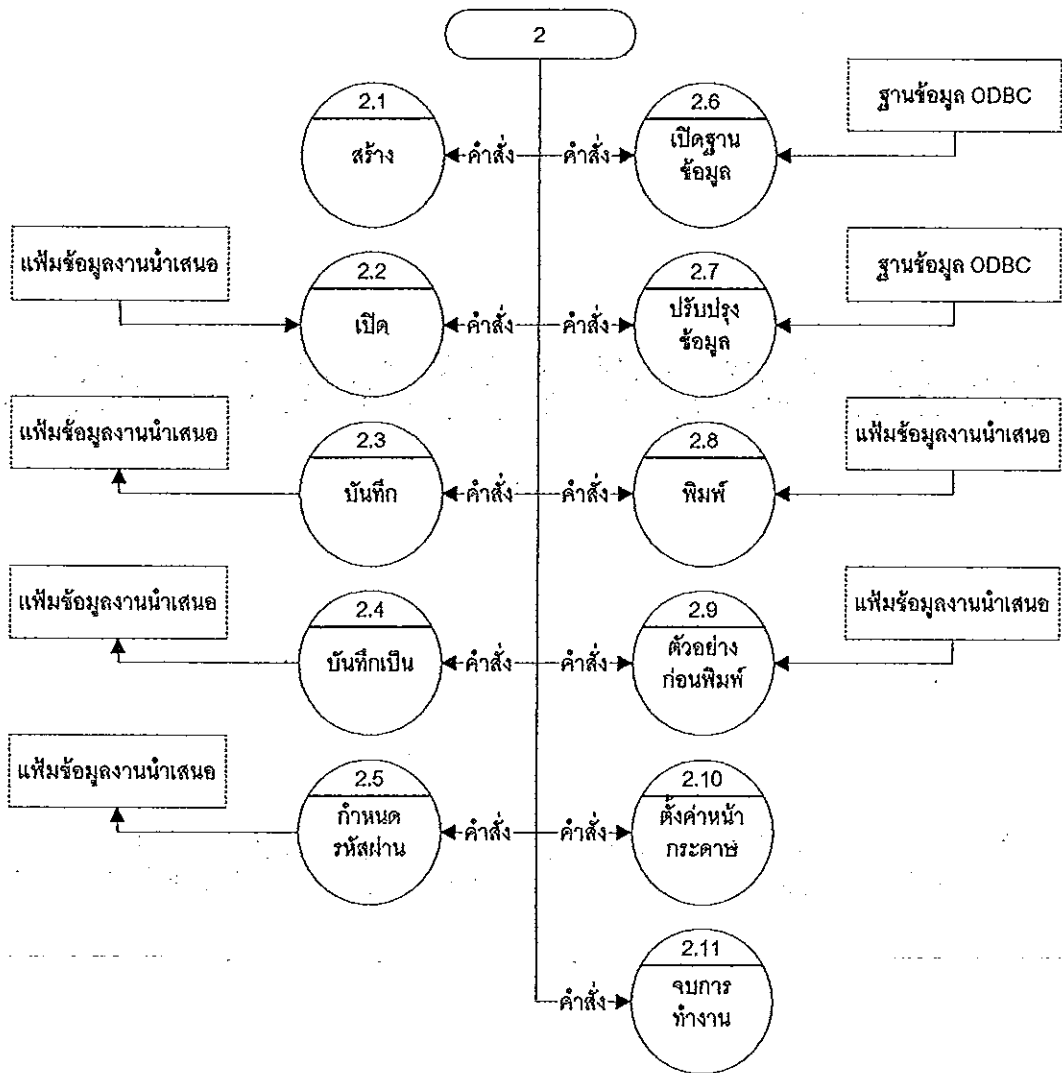 2
2.1
สร้าง
คำสั่ง
คำสั่ง
2.6
เปิดฐาน
ข้อมูล
ฐานข้อมูล ODBC
แฟ้มข้อมูลงานนำเสนอ
2.2
เปิด
คำสั่ง
คำสั่ง
2.7
ปรับปรุง
ข้อมูล
ฐานข้อมูล ODBC
แฟ้มข้อมูลงานนำเสนอ
2.3
บันทึก
คำสั่ง
คำสั่ง
2.8
พิมพ์
แฟ้มข้อมูลงานนำเสนอ
แฟ้มข้อมูลงานนำเสนอ
2.4
บันทึกเป็น
คำสั่ง
คำสั่ง
2.9
ตัวอย่าง
ก่อนพิมพ์
แฟ้มข้อมูลงานนำเสนอ
แฟ้มข้อมูลงานนำเสนอ
2.5
กำหนด
รหัสผ่าน
คำสั่ง
คำสั่ง
2.10
ตั้งค่าหน้า
กระดาษ
คำสั่ง
2.11
จบการ
ทำงาน